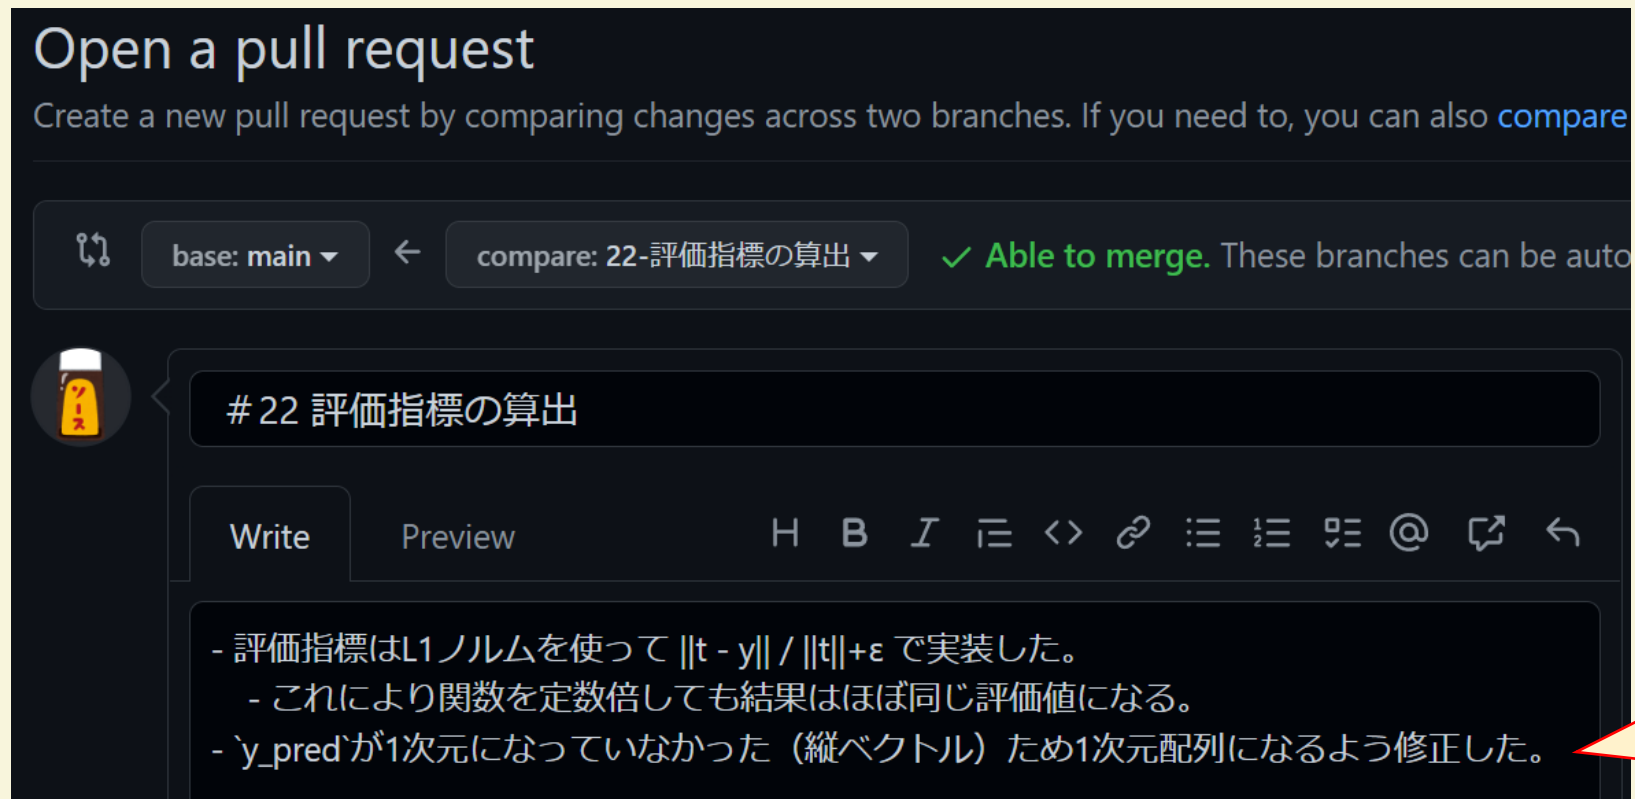 Open a pull request
Create a new pull request by comparing changes across two branches. If you need to, you can also compare
base: main ← compare: 22-評価指標の算出 ✓ Able to merge. These branches can be auto
ソース
＃22 評価指標の算出
Write Preview
- 評価指標はL1ノルムを使って ||t - y|| / ||t||+ε で実装した。
- これにより関数を定数倍しても結果はほぼ同じ評価値になる。
- `y_pred`が1次元になっていなかった（縦ベクトル）ため1次元配列になるよう修正した。